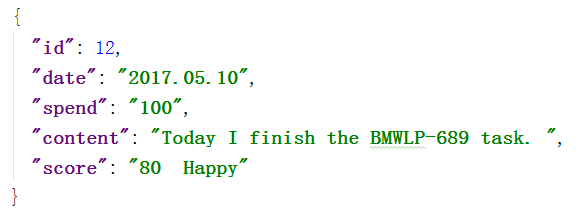 {
"id": 12,
"date": "2017.05.10",
"spend": "100",
"content": "Today I finish the BMWLP-689 task. ",
"score": "80  Happy"
}